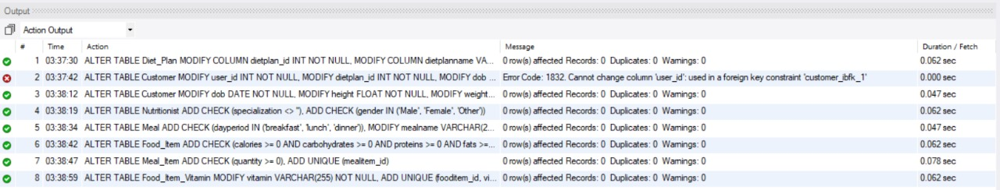 Output
Action Output
# Time Action Message Duration / Fetch
1 03:37:30 ALTER TABLE Diet_Plan MODIFY COLUMN dietplan_id INT NOT NULL, MODIFY COLUMN dietplanname VA... 0 row(s) affected Records: 0 Duplicates: 0 Warnings: 0 0.062 sec
2 03:37:42 ALTER TABLE Customer MODIFY user_id INT NOT NULL, MODIFY dietplan_id INT NOT NULL, MODIFY dob ... Error Code: 1832. Cannot change column 'user_id': used in a foreign key constraint 'customer_ibfk_1' 0.000 sec
3 03:38:12 ALTER TABLE Customer MODIFY dob DATE NOT NULL, MODIFY height FLOAT NOT NULL, MODIFY weight... 0 row(s) affected Records: 0 Duplicates: 0 Warnings: 0 0.047 sec
4 03:38:19 ALTER TABLE Nutritionist ADD CHECK (specialization <> ''), ADD CHECK (gender IN ('Male', 'Female', 'Other')) 0 row(s) affected Records: 0 Duplicates: 0 Warnings: 0 0.062 sec
5 03:38:34 ALTER TABLE Meal ADD CHECK (dayperiod IN ('breakfast', 'lunch', 'dinner')), MODIFY mealname VARCHAR(2... 0 row(s) affected Records: 0 Duplicates: 0 Warnings: 0 0.047 sec
6 03:38:42 ALTER TABLE Food_Item ADD CHECK (calories >= 0 AND carbohydrates >= 0 AND proteins >= 0 AND fats >=... 0 row(s) affected Records: 0 Duplicates: 0 Warnings: 0 0.062 sec
7 03:38:47 ALTER TABLE Meal_Item ADD CHECK (quantity >= 0), ADD UNIQUE (mealitem_id) 0 row(s) affected Records: 0 Duplicates: 0 Warnings: 0 0.078 sec
8 03:38:59 ALTER TABLE Food_Item_Vitamin MODIFY vitamin VARCHAR(255) NOT NULL, ADD UNIQUE (fooditem_id, vi... 0 row(s) affected Records: 0 Duplicates: 0 Warnings: 0 0.062 sec